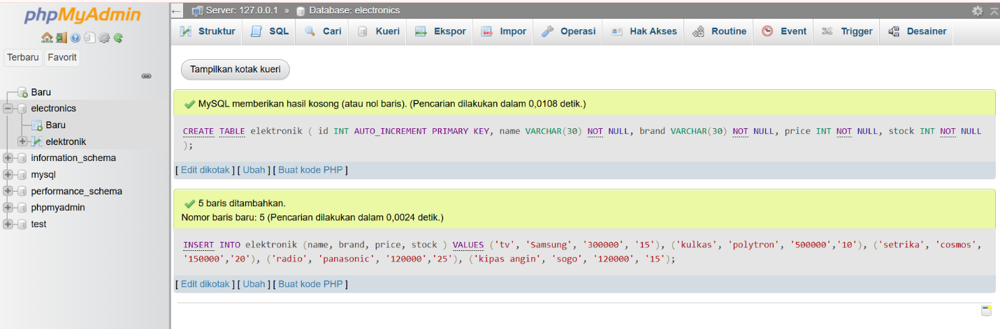 phpMyAdmin
Terbaru Favorit
Baru
electronics
Baru
elektronik
information_schema
mysql
performance_schema
phpmyadmin
test
Server: 127.0.0.1 » Database: electronics
Struktur SQL Cari Kueri Ekspor Impor Operasi Hak Akses Routine Event Trigger Desainer
Tampilkan kotak kueri
MySQL memberikan hasil kosong (atau nol baris). (Pencarian dilakukan dalam 0,0108 detik.)
CREATE TABLE elektronik ( id INT AUTO_INCREMENT PRIMARY KEY, name VARCHAR(30) NOT NULL, brand VARCHAR(30) NOT NULL, price INT NOT NULL, stock INT NOT NULL
);
[ Edit dikotak ] [ Ubah ] [ Buat kode PHP ]
5 baris ditambahkan.
Nomor baris baru: 5 (Pencarian dilakukan dalam 0,0024 detik.)
INSERT INTO elektronik (name, brand, price, stock ) VALUES ('tv', 'Samsung', '300000', '15'), ('kulkas', 'polytron', '500000','10'), ('setrika', 'cosmos',
'150000','20'), ('radio', 'panasonic', '120000','25'), ('kipas angin', 'sogo', '120000', '15');
[ Edit dikotak ] [ Ubah ] [ Buat kode PHP ]